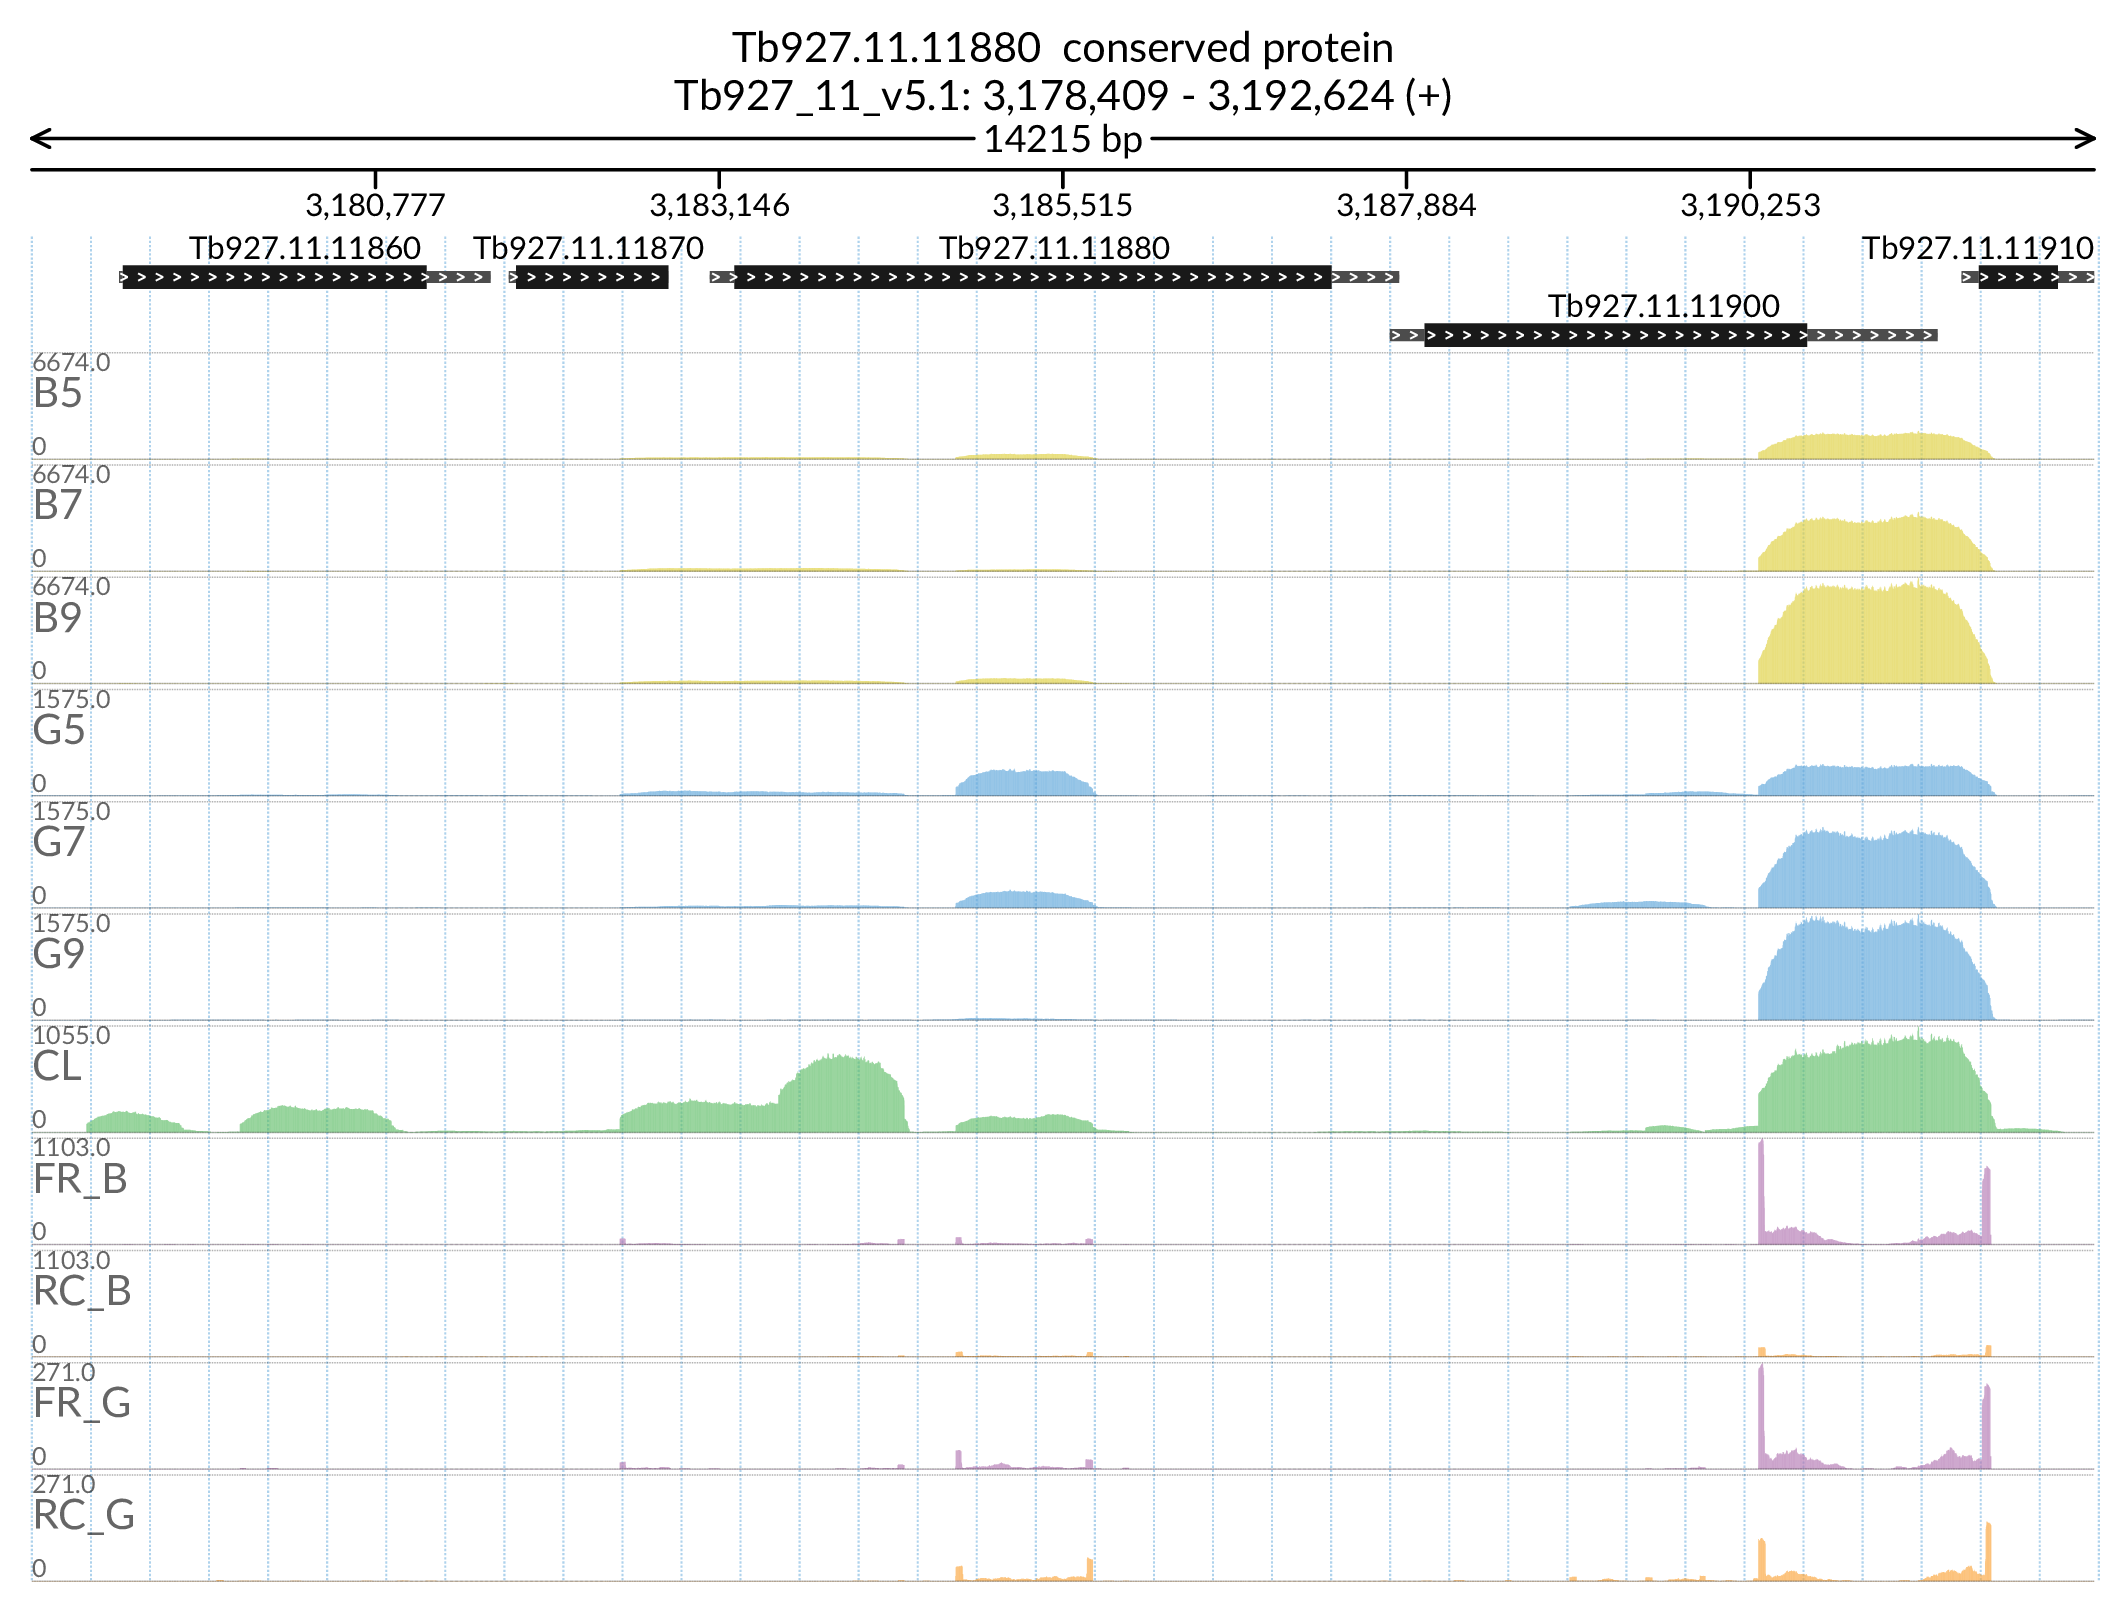 Tb927.11.11880  conserved protein
Tb927_11_v5.1: 3,178,409 - 3,192,624 (+)
14215 bp
3,180,777 3,183,146 3,185,515 3,187,884 3,190,253
Tb927.11.11860 Tb927.11.11870 Tb927.11.11880 Tb927.11.11910
Tb927.11.11900
6674.0
B5
0
6674.0
B7
0
6674.0
B9
0
1575.0
G5
0
1575.0
G7
0
1575.0
G9
0
1055.0
CL
0
1103.0
FR_B
0
1103.0
RC_B
0
271.0
FR_G
0
271.0
RC_G
0